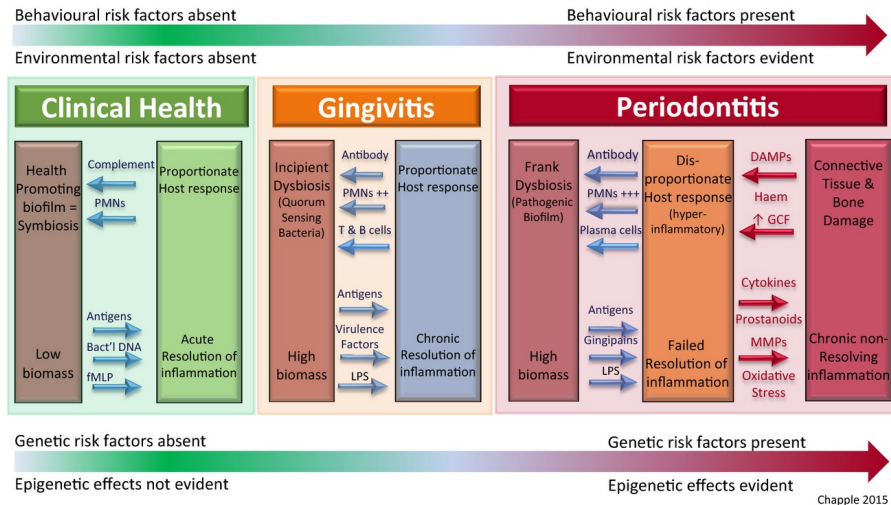 Behavioural risk factors absent
Behavioural risk factors present
Environmental risk factors absent
Environmental risk factors evident
Clinical Health
Health
Promoting
biofilm =
Symbiosis
Low
biomass
Complement
PMNs
Antigens
Bact'l DNA
fMLP
Proportionate
Host response
Acute
Resolution of
inflammation
Gingivitis
Incipient
Dysbiosis
(Quorum
Sensing
Bacteria)
High
biomass
Antibody
PMNs ++
T & B cells
Antigens
Virulence
Factors
LPS
Proportionate
Host response
Chronic
Resolution of
inflammation
Periodontitis
Frank
Dysbiosis
(Pathogenic
Biofilm)
High
biomass
Antibody
PMNs +++
Plasma cells
Antigens
Gingipains
LPS
Dis-
proportionate
Host response
(hyper-
inflammatory)
Failed
Resolution of
inflammation
DAMPs
Haem
↑ GCF
Cytokines
Prostanoids
MMPs
Oxidative
Stress
Connective
Tissue &
Bone
Damage
Chronic non-
Resolving
inflammation
Genetic risk factors absent
Genetic risk factors present
Epigenetic effects not evident
Epigenetic effects evident
Chapple 2015